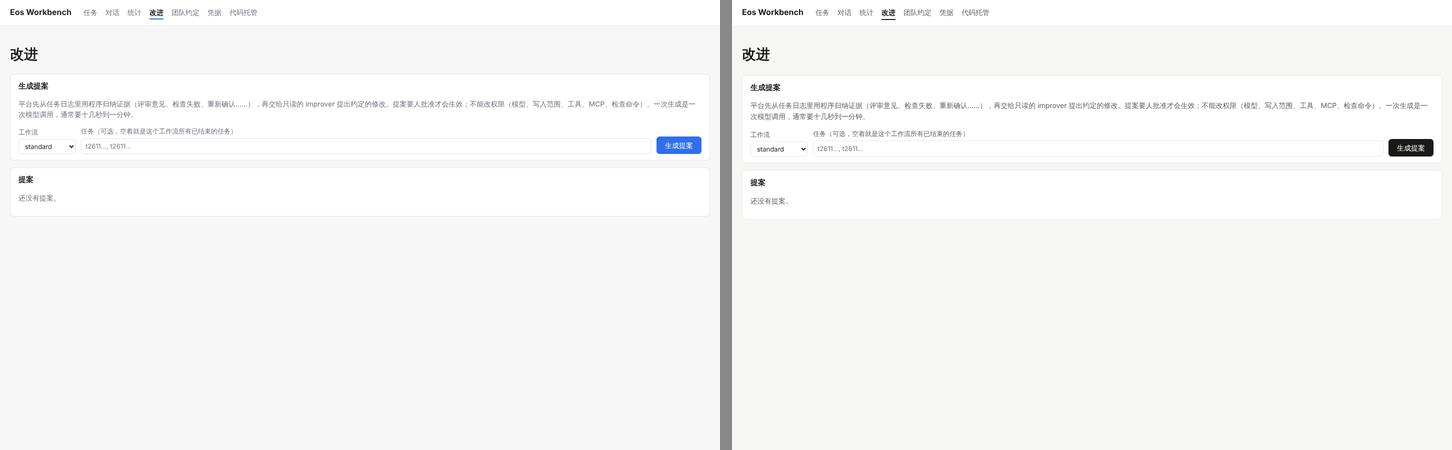 Eos Workbench 任务 对话 统计 改进 团队约定 凭据 代码托管
改进
生成提案
平台先从任务日志里用程序归纳证据（评审意见、检查失败、重新确认……），再交给只读的 improver 提出约定的修改。提案要人批准才会生效；不能改权限（模型、写入范围、工具、MCP、检查命令）。一次生成是一
次模型调用，通常要十几秒到一分钟。
工作流 任务（可选，空着就是这个工作流所有已结束的任务）
standard t2611…, t2611… 生成提案
提案
还没有提案。
Eos Workbench 任务 对话 统计 改进 团队约定 凭据 代码托管
改进
生成提案
平台先从任务日志里用程序归纳证据（评审意见、检查失败、重新确认……），再交给只读的 improver 提出约定的修改。提案要人批准才会生效；不能改权限（模型、写入范围、工具、MCP、检查命令）。一次生成是一
次模型调用，通常要十几秒到一分钟。
工作流 任务（可选，空着就是这个工作流所有已结束的任务）
standard t2611…, t2611… 生成提案
提案
还没有提案。